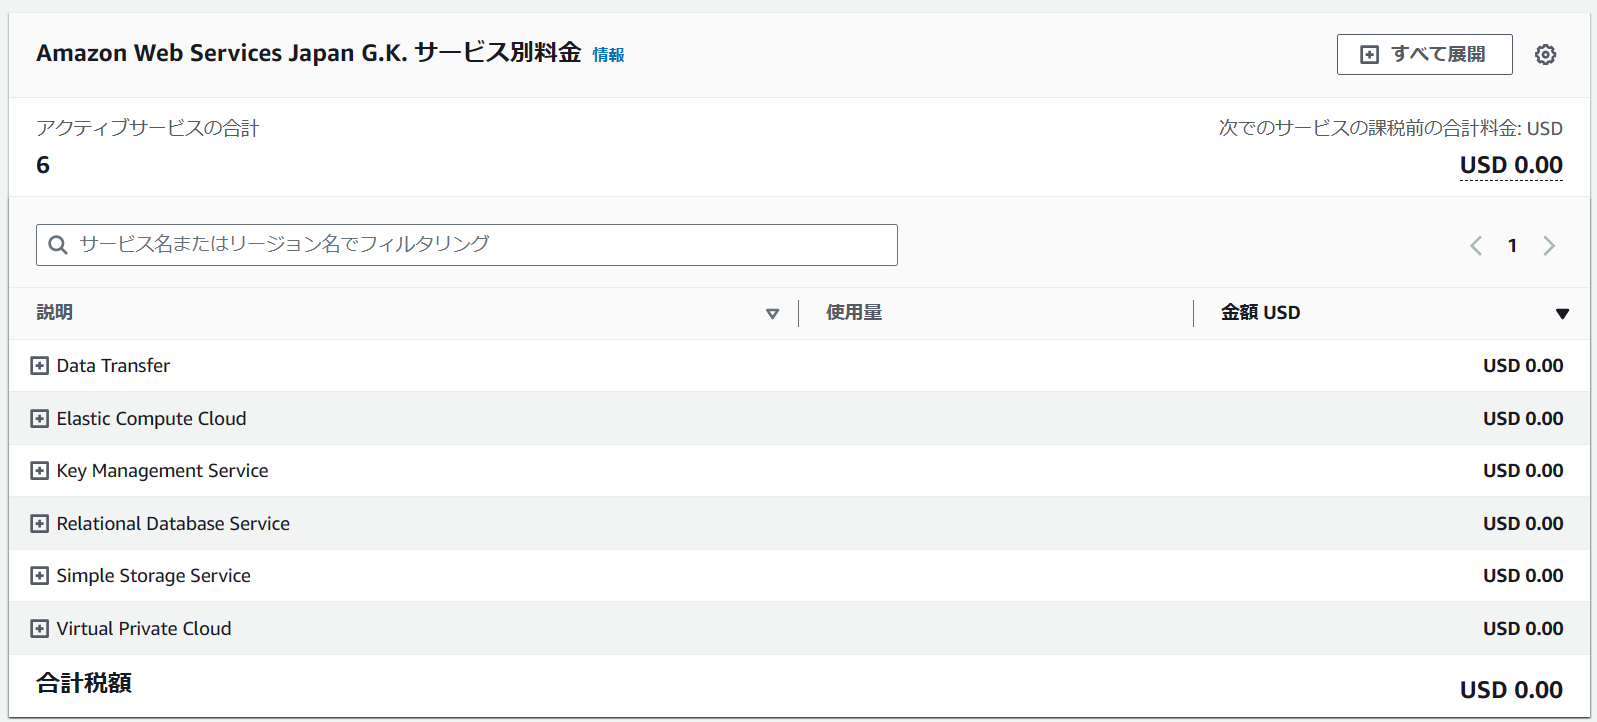 Amazon Web Services Japan G.K. サービス別料金 情報
すべて展開
アクティブサービスの合計
次でのサービスの課税前の合計料金: USD
6
USD 0.00
サービス名またはリージョン名でフィルタリング
1
説明 使用量 金額 USD
Data Transfer USD 0.00
Elastic Compute Cloud USD 0.00
Key Management Service USD 0.00
Relational Database Service USD 0.00
Simple Storage Service USD 0.00
Virtual Private Cloud USD 0.00
合計税額 USD 0.00